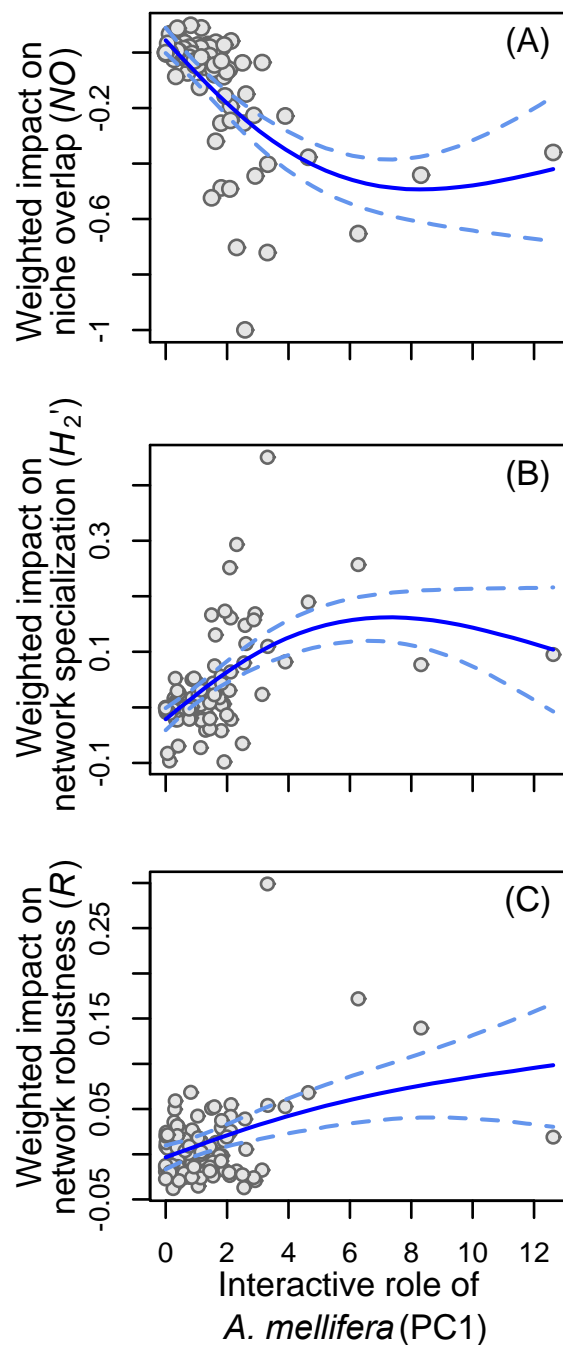 (A)
Weighted impact on
niche overlap (NO)
-0.2
-0.6
-1
(B)
Weighted impact on
network specialization (H2')
0.3
0.1
-0.1
(C)
Weighted impact on
network robustness (R)
0.25
0.15
0.05
-0.05
0 2 4 6 8 10 12
Interactive role of
A. mellifera (PC1)